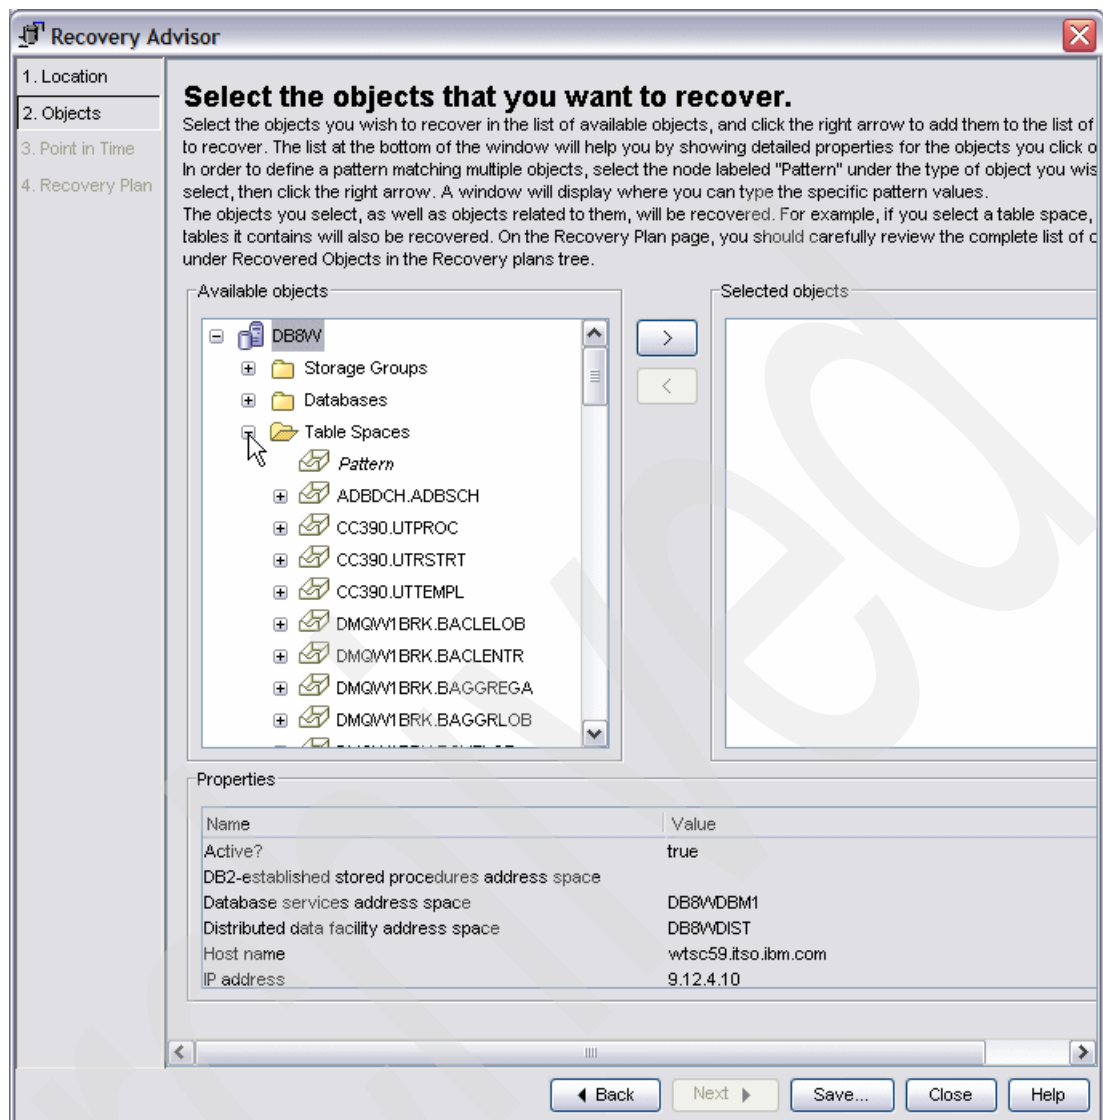 Recovery Advisor
1. Location
2. Objects
3. Point in Time
4. Recovery Plan
Select the objects that you want to recover.
Select the objects you wish to recover in the list of available objects, and click the right arrow to add them to the list of
to recover. The list at the bottom of the window will help you by showing detailed properties for the objects you click o
In order to define a pattern matching multiple objects, select the node labeled "Pattern" under the type of object you wis
select, then click the right arrow. A window will display where you can type the specific pattern values.
The objects you select, as well as objects related to them, will be recovered. For example, if you select a table space,
tables it contains will also be recovered. On the Recovery Plan page, you should carefully review the complete list of c
under Recovered Objects in the Recovery plans tree.
Available objects
DB8W
Storage Groups
Databases
Table Spaces
Pattern
ADBDCH.ADBSCH
CC390.UTPROC
CC390.UTRSTRT
CC390.UTTEMPL
DMQW1BRK.BACLELOB
DMQW1BRK.BACLENTR
DMQW1BRK.BAGGREGA
DMQW1BRK.BAGGRLOB
>
<
Selected objects
Properties
Name Value
Active? true
DB2-established stored procedures address space
Database services address space DB8WDBM1
Distributed data facility address space DB8WDIST
Host name wtsc59.itso.ibm.com
IP address 9.12.4.10
Back Next Save... Close Help